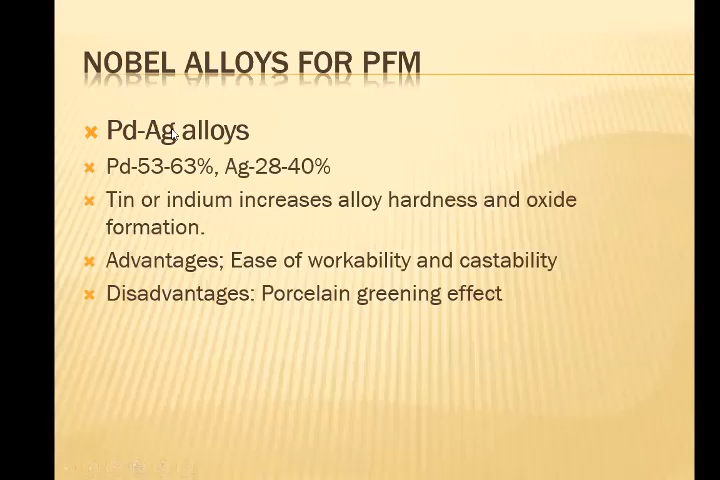 NOBEL ALLOYS FOR PFM
Pd-Ag alloys
Pd-53-63%, Ag-28-40%
Tin or indium increases alloy hardness and oxide
formation.
Advantages; Ease of workability and castability
Disadvantages: Porcelain greening effect